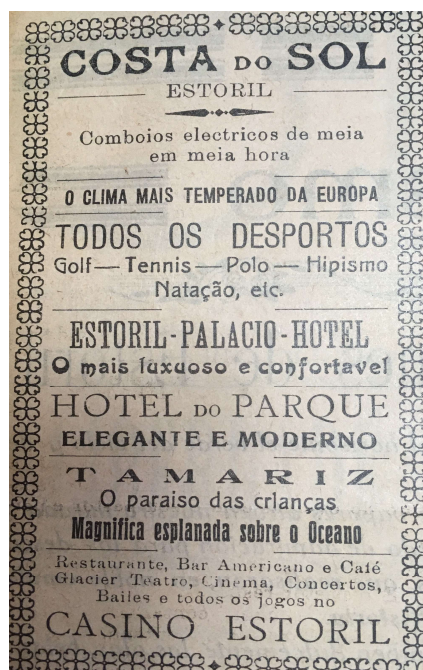 COSTA DO SOL
ESTORIL
Comboios electricos de meia
em meia hora
O CLIMA MAIS TEMPERADO DA EUROPA
TODOS OS DESPORTOS
Golf — Tennis — Polo — Hipismo
Natação, etc.
ESTORIL-PALACIO-HOTEL
O mais luxuoso e confortavel
HOTEL DO PARQUE
ELEGANTE E MODERNO
TAMARIZ
O paraiso das crianças
Magnifica esplanada sobre o Oceano
Restaurante, Bar Americano e Café
Glacier Teatro, Cinema, Concertos,
Bailes e todos os jogos no
CASINO ESTORIL